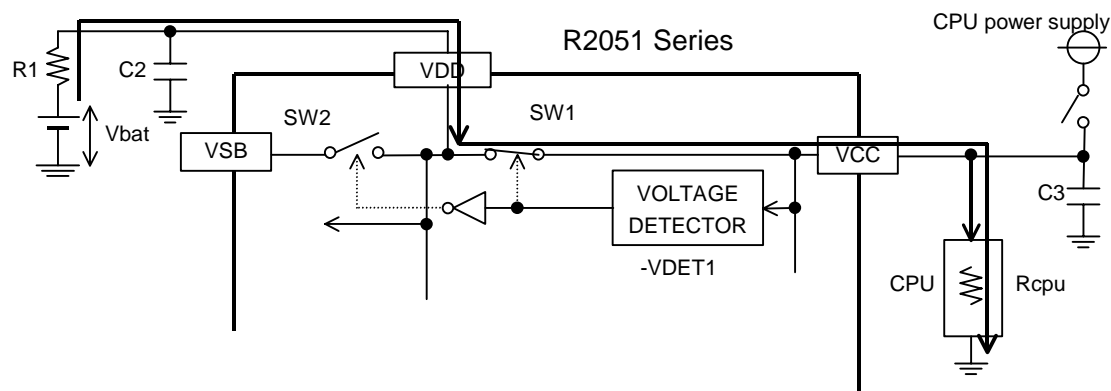 CPU power supply
R2051 Series
R1
C2
VDD
Vbat
SW2
SW1
VSB
VCC
C3
VOLTAGE
DETECTOR
-VDET1
CPU
Rcpu